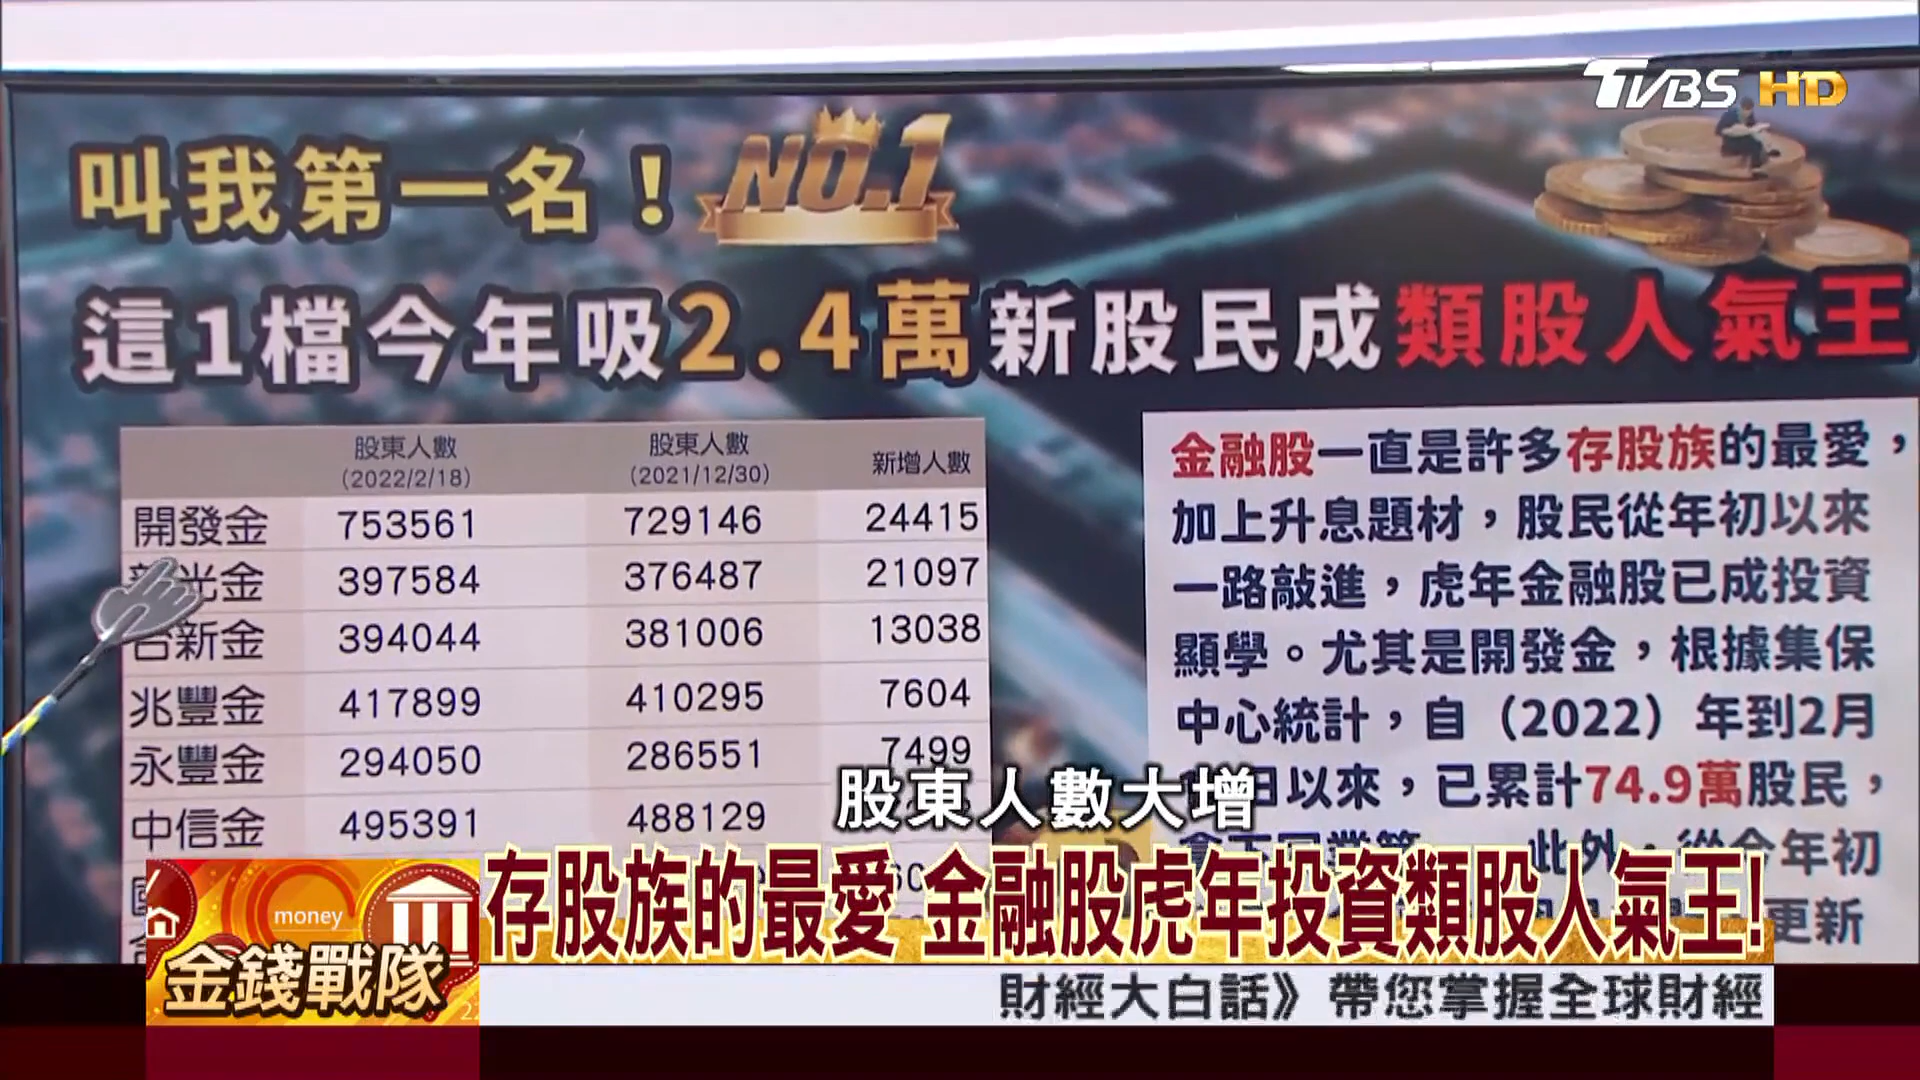 TVBS HD
叫我第一名！ NO.1
這1檔今年吸2.4萬新股民成類股人氣王
股東人數 股東人數 新增人數
(2022/2/18) (2021/12/30)
開發金 753561 729146 24415
光金 397584 376487 21097
台新金 394044 381006 13038
兆豐金 417899 410295 7604
永豐金 294050 286551 7499
中信金 495391 488129
金融股一直是許多存股族的最愛，
加上升息題材，股民從年初以來
一路敲進，虎年金融股已成投資
顯學。尤其是開發金，根據集保
中心統計，自（2022）年到2月
日以來，已累計74.9萬股民，
此外，從今年初
更新
股東人數大增
存股族的最愛 金融股虎年投資類股人氣王!
money
金錢戰隊
財經大白話》帶您掌握全球財經